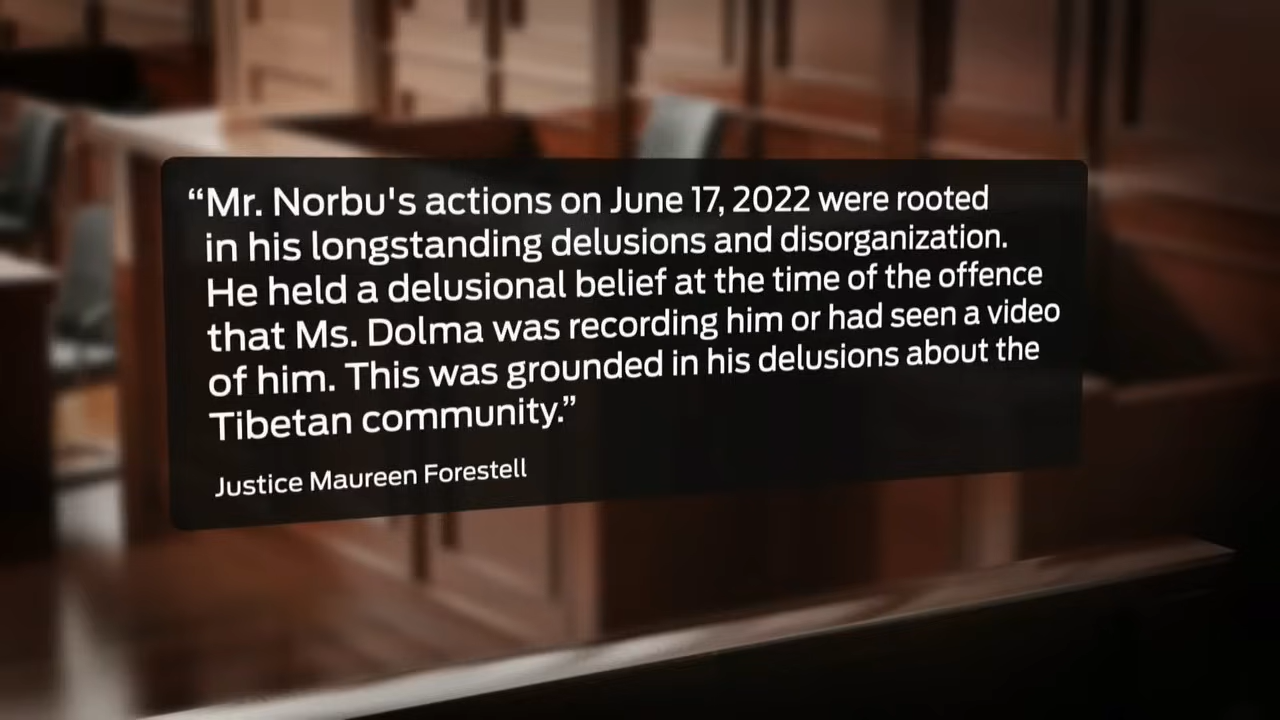 “Mr. Norbu's actions on June 17, 2022 were rooted
in his longstanding delusions and disorganization.
He held a delusional belief at the time of the offence
that Ms. Dolma was recording him or had seen a video
of him. This was grounded in his delusions about the
Tibetan community.”
Justice Maureen Forestell